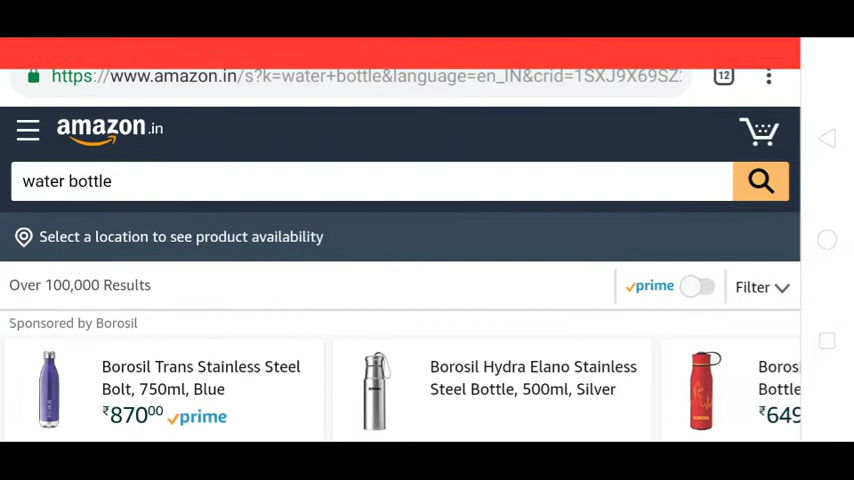 https://www.amazon.in/s?k=water+bottle&language=en_IN&crid=1SXJ9X69SZ
12
amazon.in
water bottle
Select a location to see product availability
Over 100,000 Results
prime
Filter
Sponsored by Borosil
Borosil Trans Stainless Steel
Bolt, 750ml, Blue
₹87000 prime
Borosil Hydra Elano Stainless
Steel Bottle, 500ml, Silver
Boros
Bottle
₹649
BOROSIL